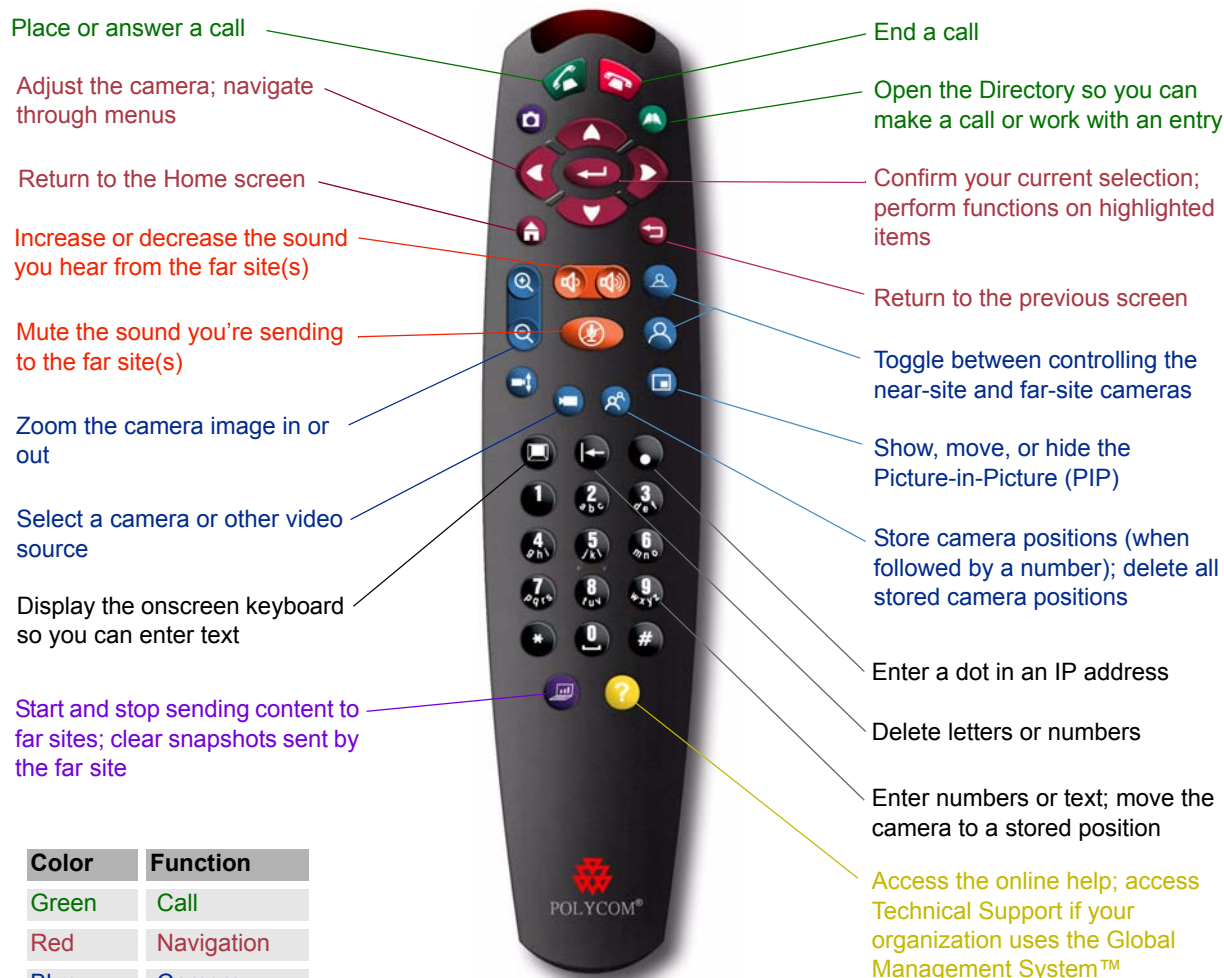 Place or answer a call
Adjust the camera; navigate
through menus
Return to the Home screen
Increase or decrease the sound
you hear from the far site(s)
Mute the sound you're sending
to the far site(s)
Zoom the camera image in or
out
Select a camera or other video
source
Display the onscreen keyboard
so you can enter text
Start and stop sending content to
far sites; clear snapshots sent by
the far site
End a call
Open the Directory so you can
make a call or work with an entry
Confirm your current selection;
perform functions on highlighted
items
Return to the previous screen
Toggle between controlling the
near-site and far-site cameras
Show, move, or hide the
Picture-in-Picture (PIP)
Store camera positions (when
followed by a number); delete all
stored camera positions
Enter a dot in an IP address
Delete letters or numbers
Enter numbers or text; move the
camera to a stored position
Access the online help; access
Technical Support if your
organization uses the Global
Management System™
1 2 abc 3 def
4 ghi 5 jkl 6 mno
7 pqrs 8 tuv 9 wxyz
* 0 #
?
POLYCOM®
Color Function
Green Call
Red Navigation